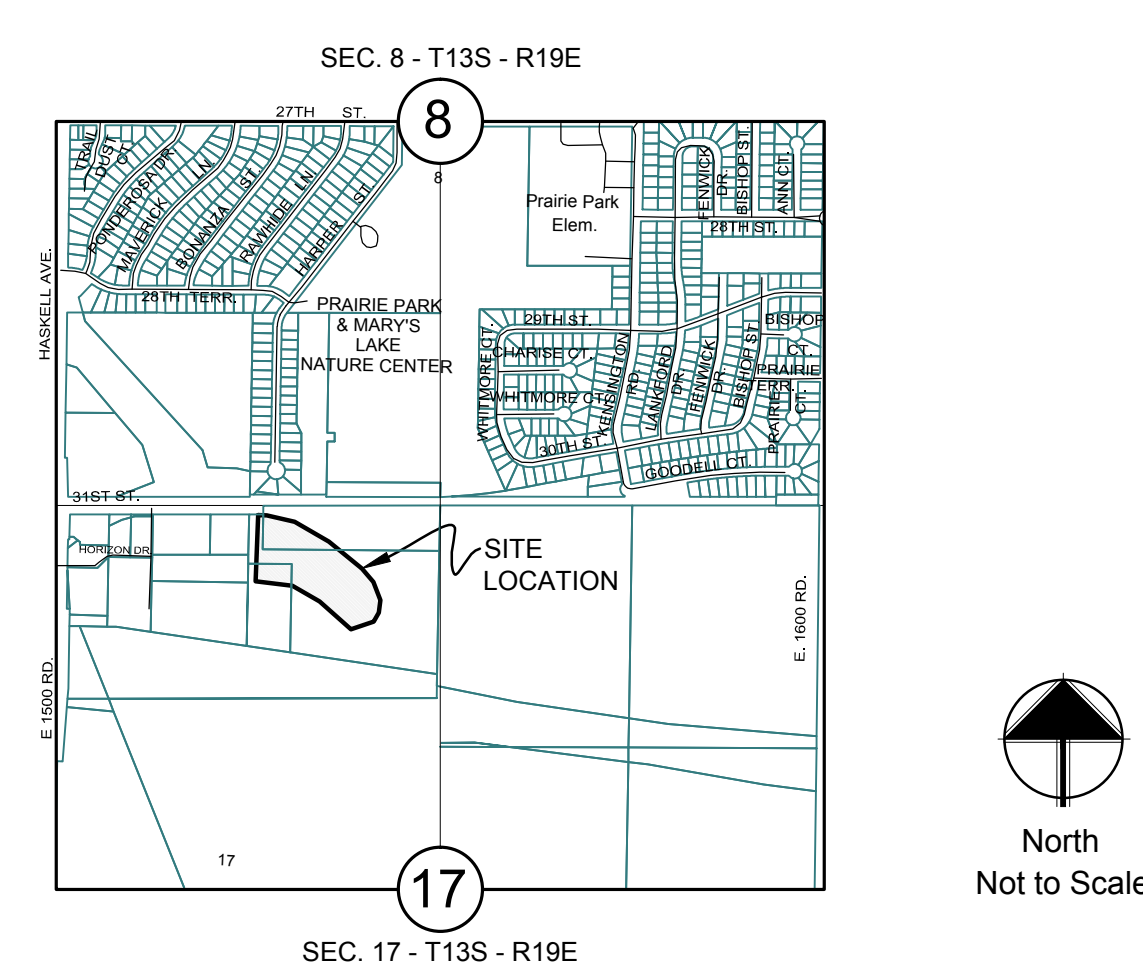 SEC. 8 - T13S - R19E
8
27TH ST.
8
TRAIL
DUST
CT.
PONDEROSA DR.
MAVERICK LN.
BONANZA ST.
RAWHIDE LN.
HARPER ST.
28TH TERR.
Prairie Park
Elem.
FENWICK
DR.
BISHOP ST.
ANN CT.
28TH ST.
HASKELL AVE.
PRAIRIE PARK
& MARY'S
LAKE
NATURE CENTER
WHITMORE CT.
29TH ST.
CHARISE CT.
WHITMORE CT.
KENSINGTON
RD.
LANKFORD
DR.
FENWICK
DR.
BISHOP ST
BISHOP
CT.
PRAIRIE
TERR.
PRAIRIE
CT.
30TH ST.
GOODELL CT.
31ST ST.
HORIZON DR.
SITE
LOCATION
E 1500 RD.
E. 1600 RD.
17
17
SEC. 17 - T13S - R19E
North
Not to Scale